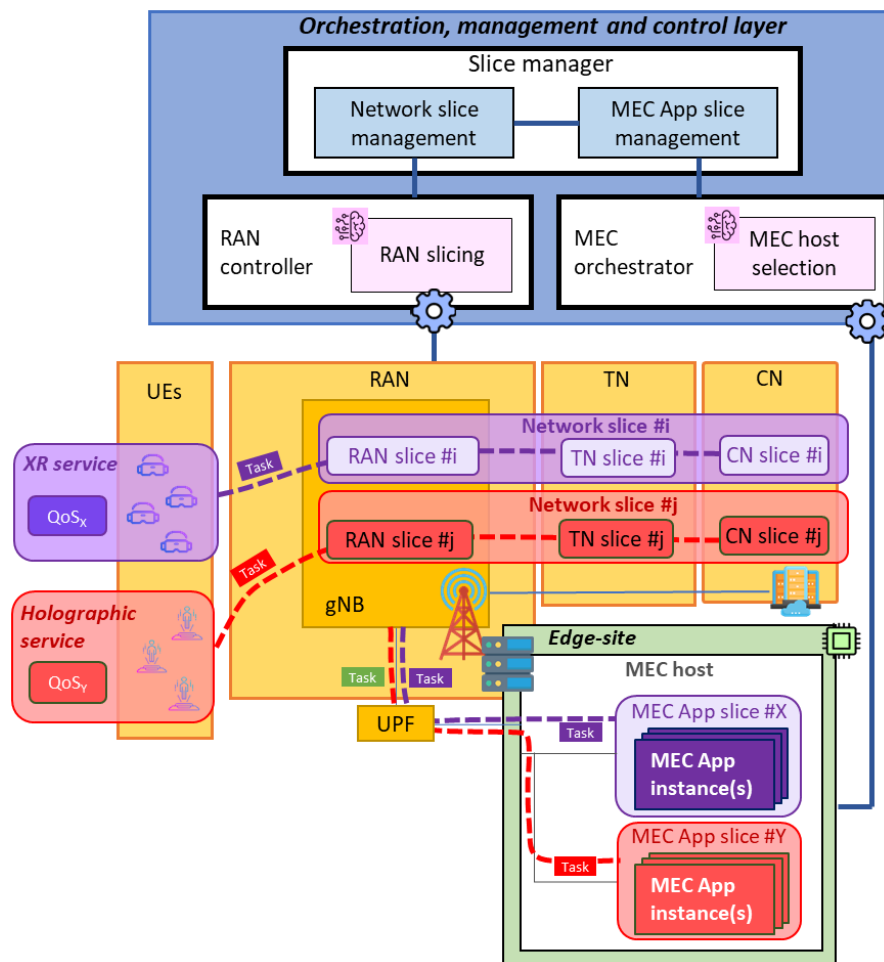 Orchestration, management and control layer
Slice manager
Network slice
management
MEC App slice
management
RAN
controller
RAN slicing
MEC
orchestrator
MEC host
selection
UEs
RAN
TN
CN
XR service
QoSX
Task
Network slice #i
RAN slice #i
TN slice #i
CN slice #i
Network slice #j
RAN slice #j
TN slice #j
CN slice #j
Task
Holographic
service
QoSY
gNB
Task
Task
UPF
Edge-site
MEC host
MEC App slice #X
Task
MEC App
instance(s)
MEC App slice #Y
Task
MEC App
instance(s)